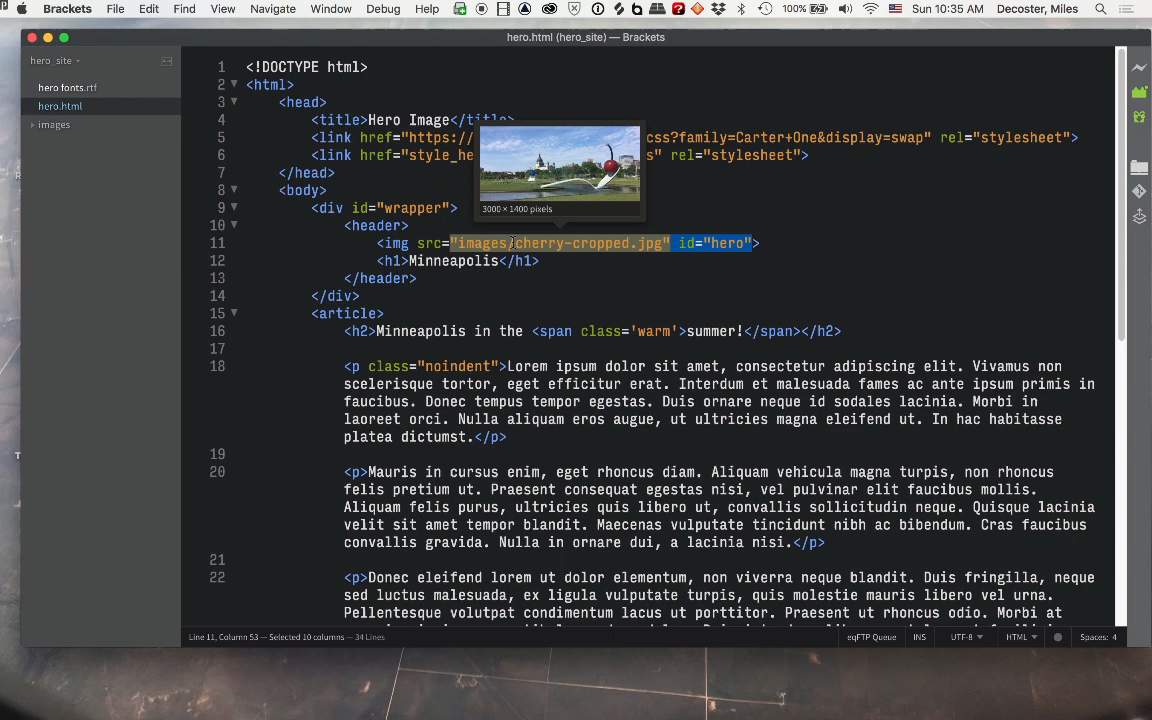 Brackets File Edit Find View Navigate Window Debug Help 100% Sun 10:35 AM Decoster, Miles
hero.html (hero_site) — Brackets
hero_site
hero fonts.rtf
hero.html
images
1 <!DOCTYPE html>
2 <html>
3 <head>
4 <title>Hero Image</title>
5 <link href="https:/ css?family=Carter+One&display=swap" rel="stylesheet">
6 <link href="style_he s" rel="stylesheet">
7 </head>
8 <body>
9 <div id="wrapper">
10 <header>
11 <img src="images/cherry-cropped.jpg" id="hero">
12 <h1>Minneapolis</h1>
13 </header>
14 </div>
15 <article>
16 <h2>Minneapolis in the <span class='warm'>summer!</span></h2>
17
18 <p class="noindent">Lorem ipsum dolor sit amet, consectetur adipiscing elit. Vivamus non
scelerisque tortor, eget efficitur erat. Interdum et malesuada fames ac ante ipsum primis in
faucibus. Donec tempus tempor egestas. Duis ornare neque id sodales lacinia. Morbi in
laoreet orci. Nulla aliquam eros augue, ut ultricies magna eleifend ut. In hac habitasse
platea dictumst.</p>
19
20 <p>Mauris in cursus enim, eget rhoncus diam. Aliquam vehicula magna turpis, non rhoncus
felis pretium ut. Praesent consequat egestas nisi, vel pulvinar elit faucibus mollis.
Aliquam felis purus, ultricies quis libero ut, convallis sollicitudin neque. Quisque lacinia
velit sit amet tempor blandit. Maecenas vulputate tincidunt nibh ac bibendum. Cras faucibus
convallis gravida. Nulla in ornare dui, a lacinia nisi.</p>
21
22 <p>Donec eleifend lorem ut dolor elementum, non viverra neque blandit. Duis fringilla, neque
sed luctus malesuada, ex ligula vulputate turpis, quis molestie mauris libero vel urna.
Pellentesque volutpat condimentum lacus ut porttitor. Praesent ut rhoncus odio. Morbi at
3000 × 1400 pixels
Line 11, Column 53 — Selected 10 columns — 34 Lines eqFTP Queue INS UTF-8 HTML Spaces: 4